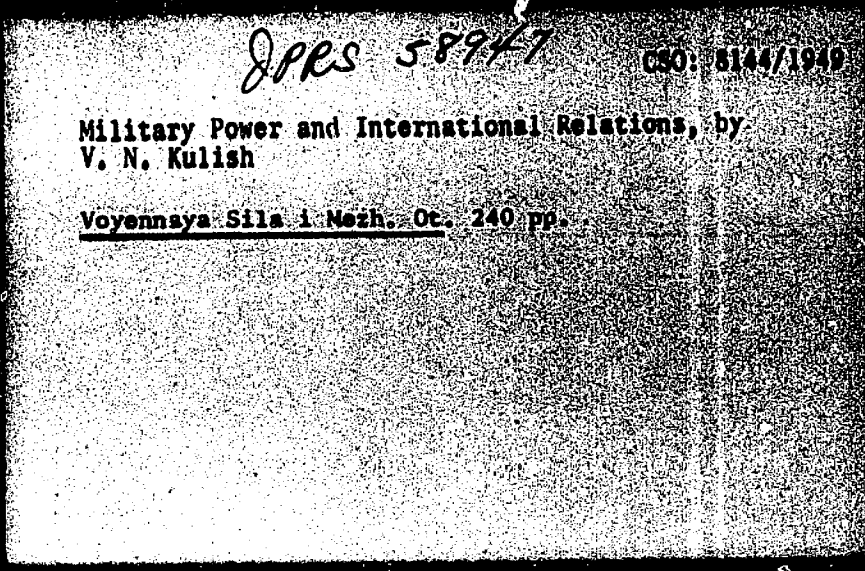 JPRS 58947
CSO: 8144/1949
Military Power and International Relations, by
V. N. Kulish
Voyennaya Sila i Mezh. Ot. 240 pp.